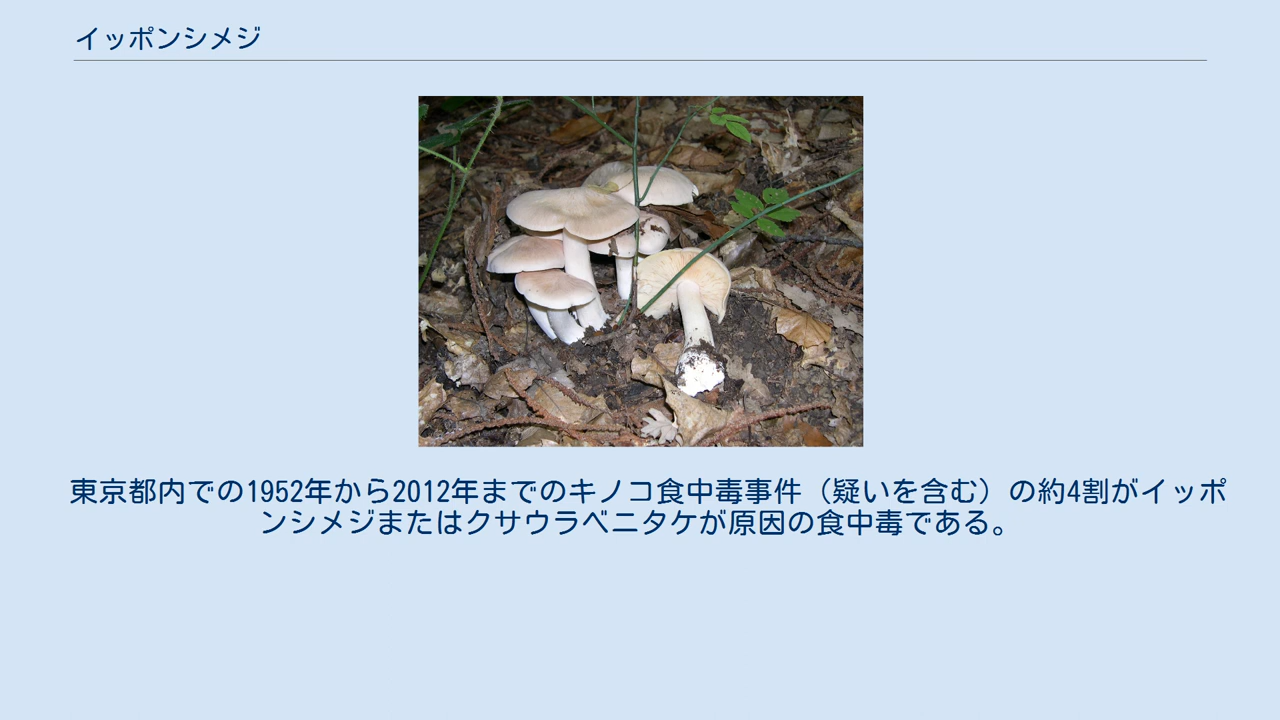 イッポンシメジ
東京都内での1952年から2012年までのキノコ食中毒事件（疑いを含む）の約4割がイッポ
ンシメジまたはクサウラベニタケが原因の食中毒である。